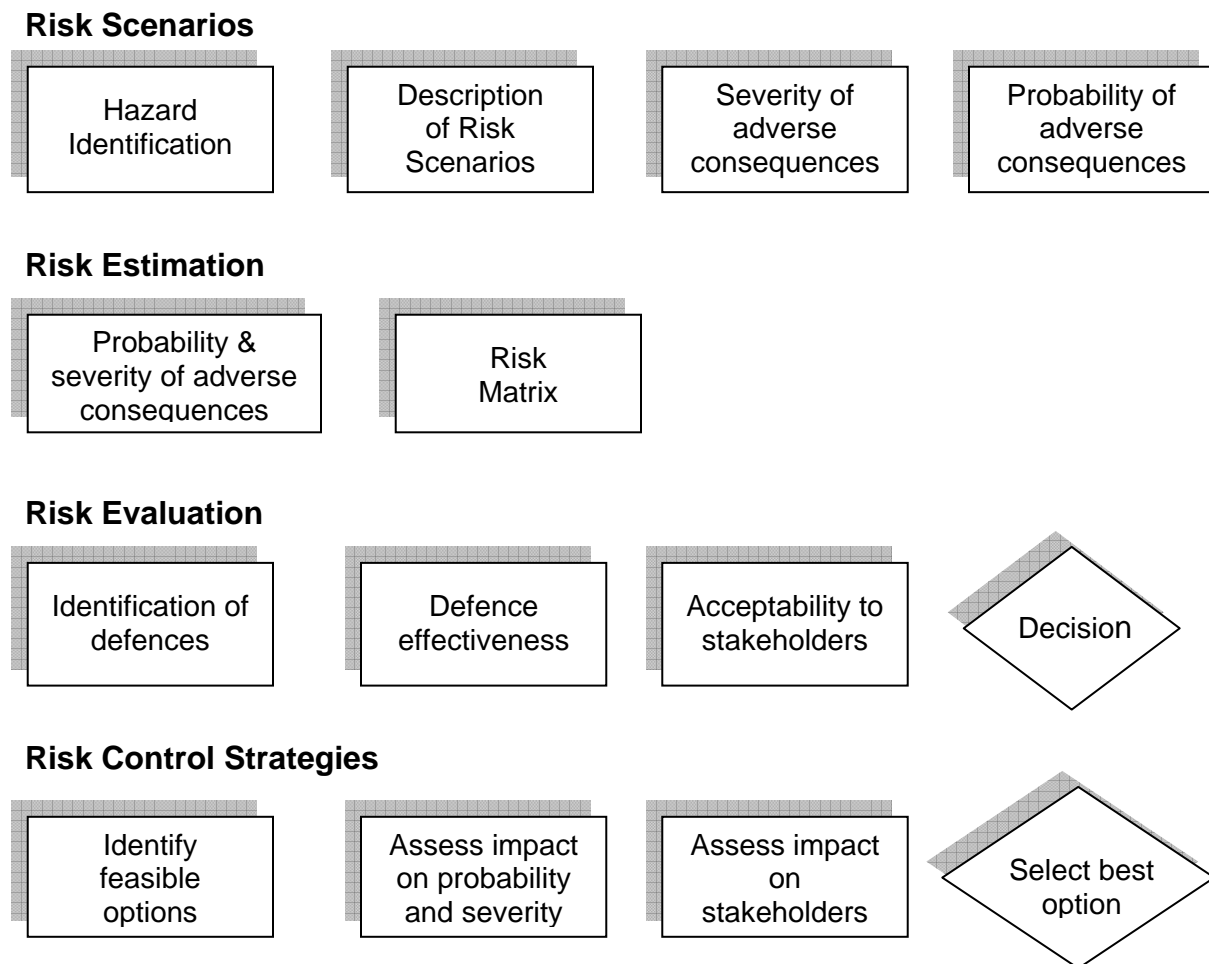 Risk Scenarios
Hazard
Identification
Description
of Risk
Scenarios
Severity of
adverse
consequences
Probability of
adverse
consequences
Risk Estimation
Probability &
severity of adverse
consequences
Risk
Matrix
Risk Evaluation
Identification of
defences
Defence
effectiveness
Acceptability to
stakeholders
Decision
Risk Control Strategies
Identify
feasible
options
Assess impact
on probability
and severity
Assess impact
on
stakeholders
Select best
option